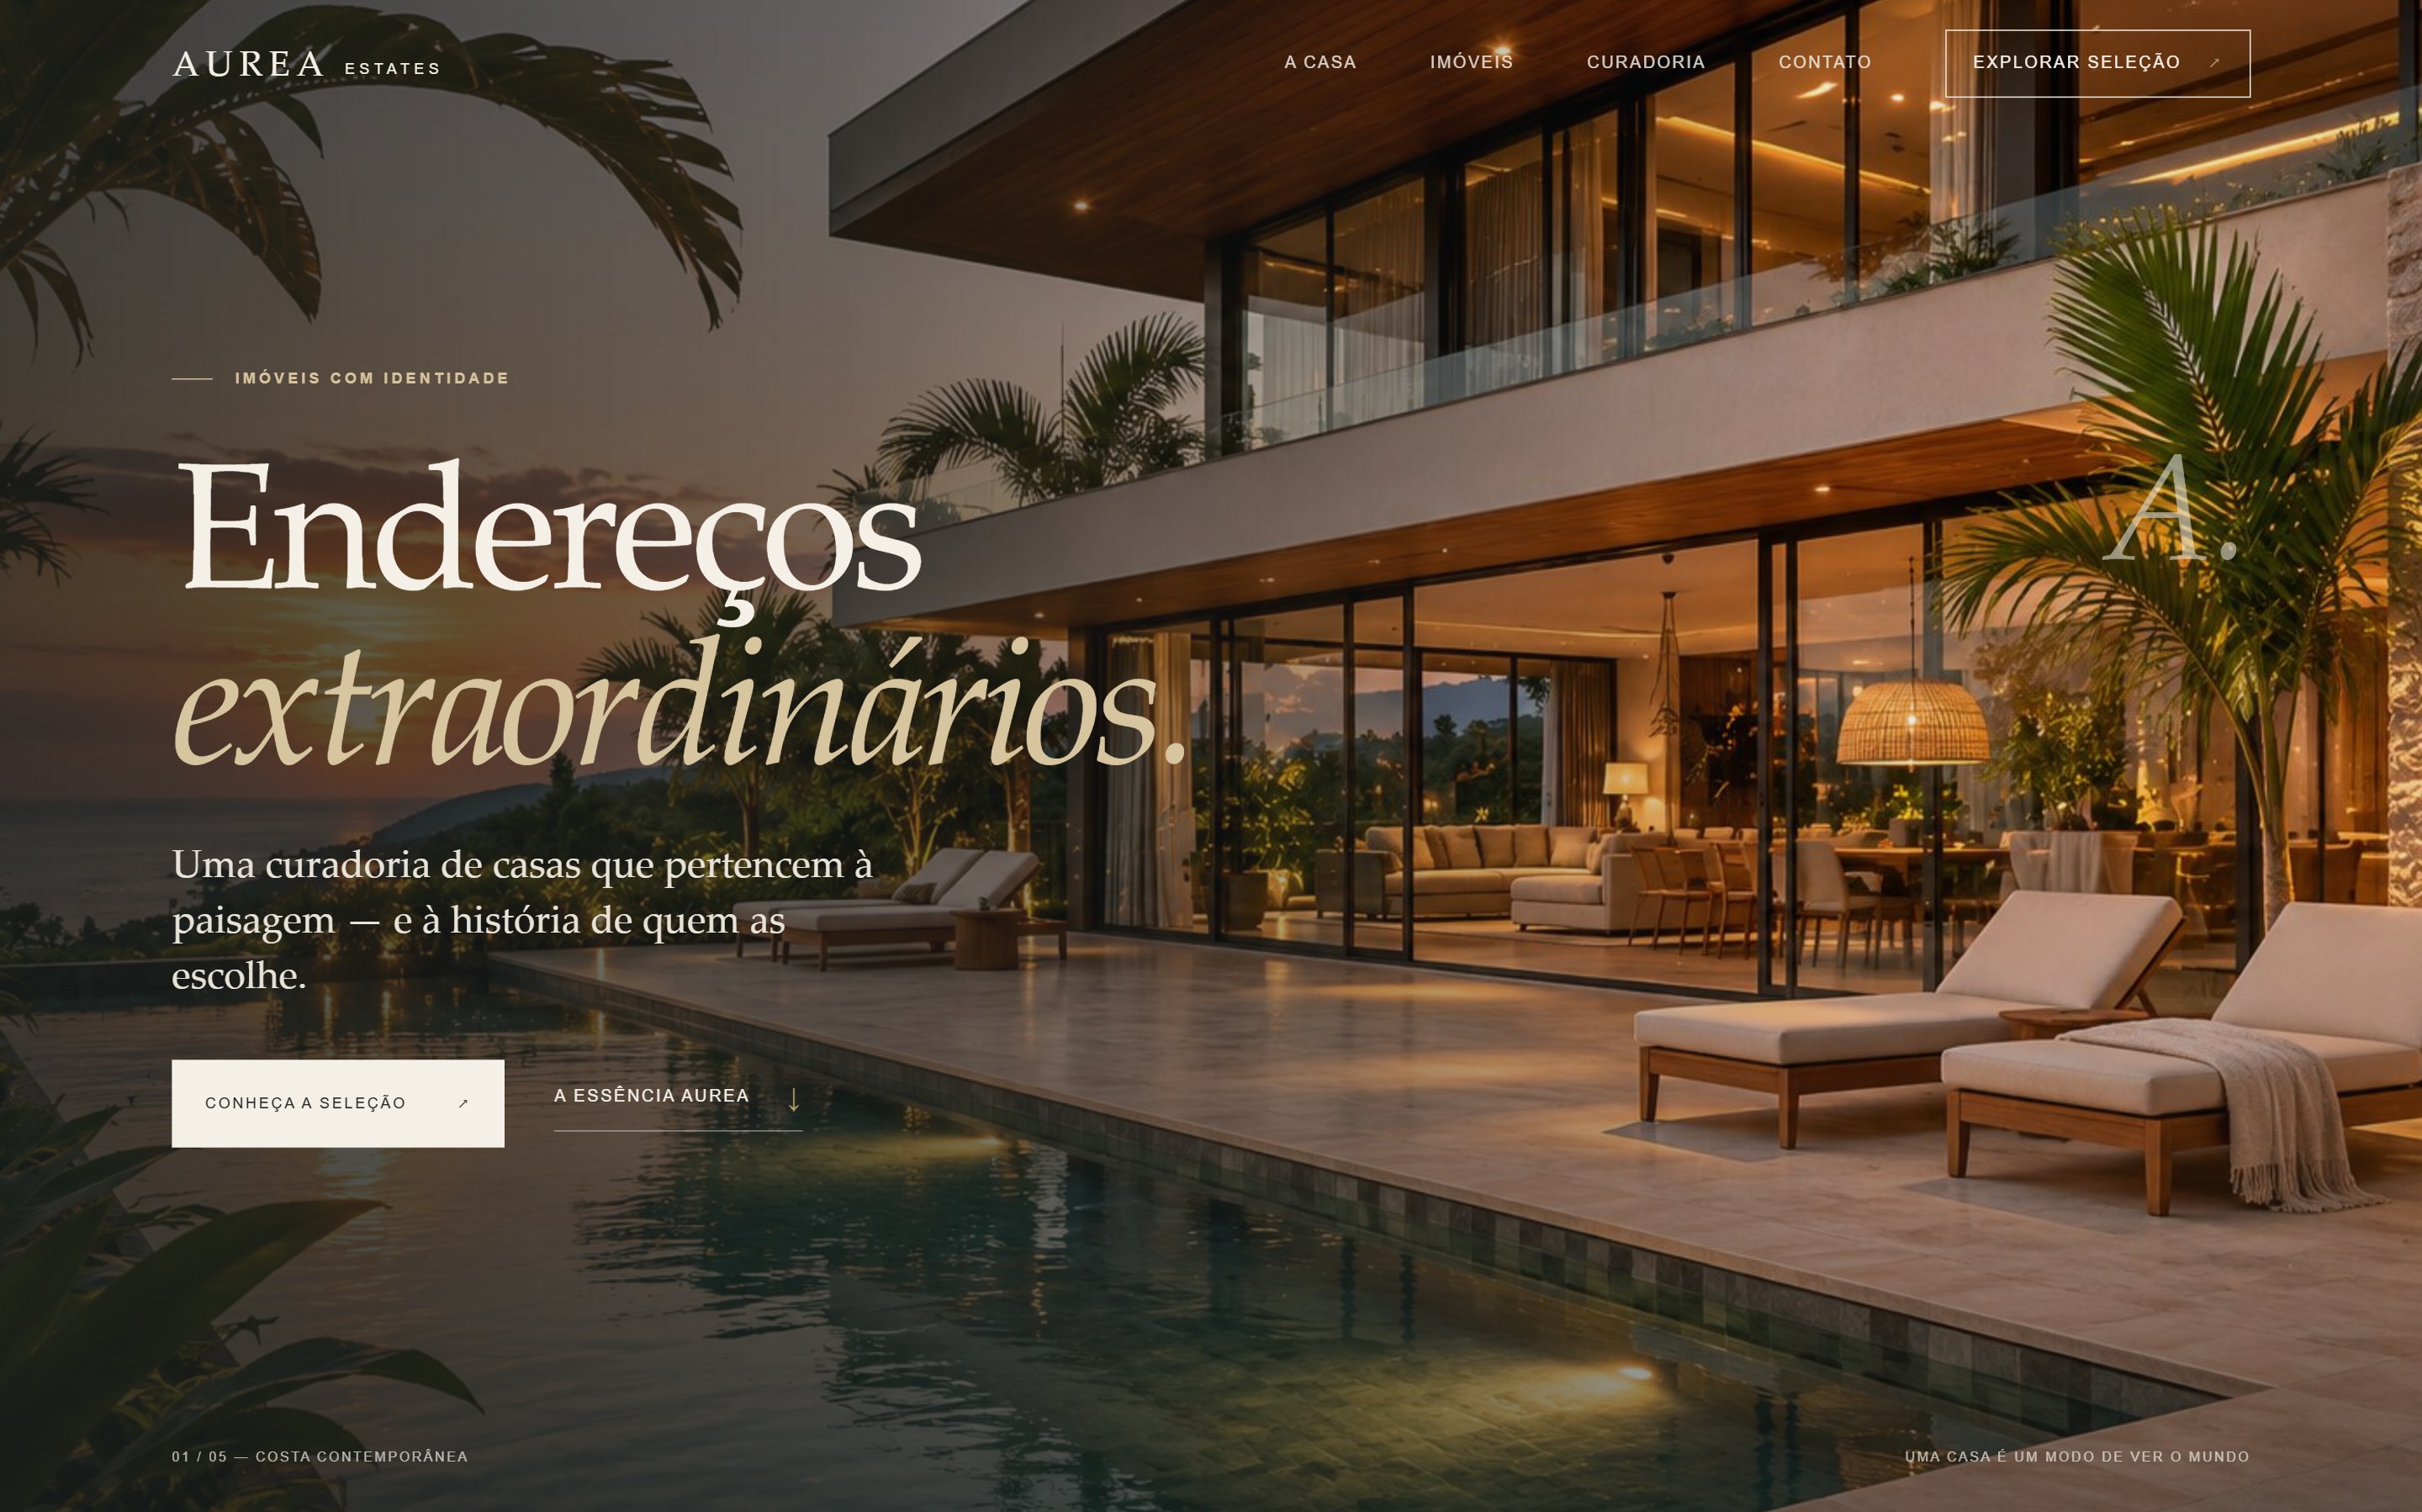 AUREA ESTATES
A CASA
IMÓVEIS
CURADORIA
CONTATO
EXPLORAR SELEÇÃO ↗
IMÓVEIS COM IDENTIDADE
Endereços
extraordinários.
A.
Uma curadoria de casas que pertencem à
paisagem — e à história de quem as
escolhe.
CONHEÇA A SELEÇÃO ↗
A ESSÊNCIA AUREA ↓
01 / 05 — COSTA CONTEMPORÂNEA
UMA CASA É UM MODO DE VER O MUNDO